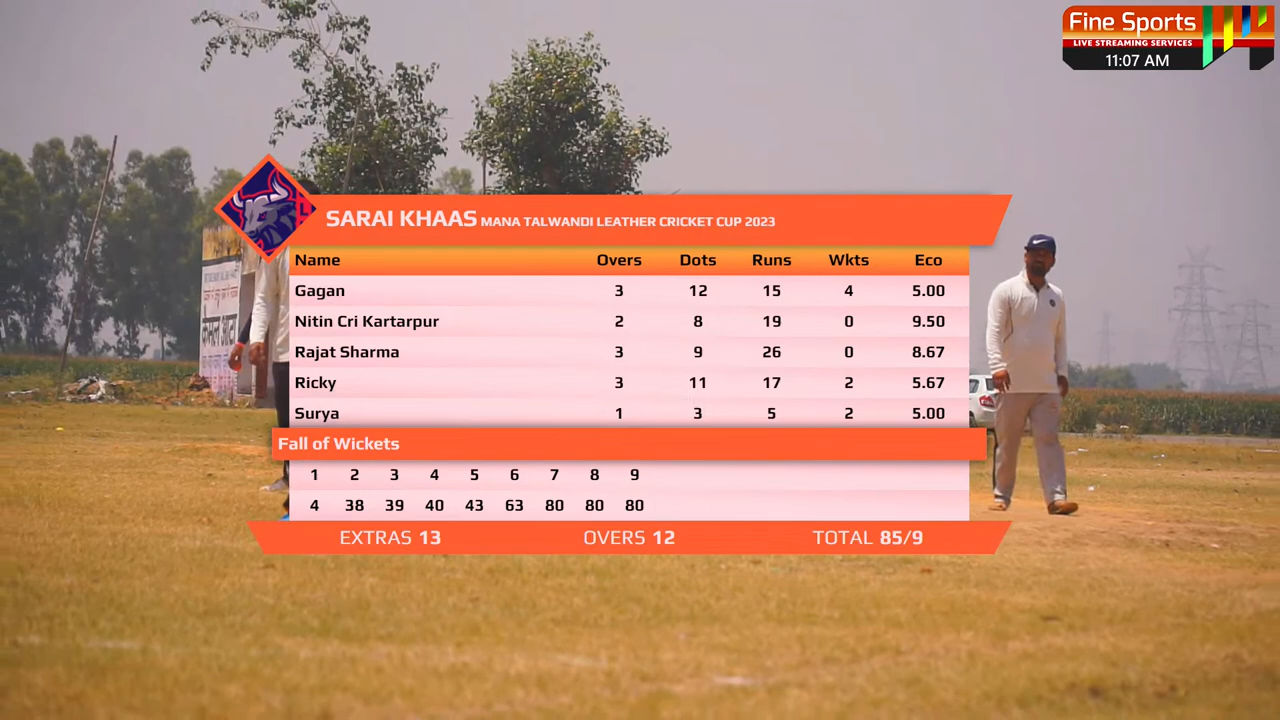 Fine Sports
LIVE STREAMING SERVICES
11:07 AM
SARAI KHAAS MANA TALWANDI LEATHER CRICKET CUP 2023
Name Overs Dots Runs Wkts Eco
Gagan 3 12 15 4 5.00
Nitin Cri Kartarpur 2 8 19 0 9.50
Rajat Sharma 3 9 26 0 8.67
Ricky 3 11 17 2 5.67
Surya 1 3 5 2 5.00
Fall of Wickets
1 2 3 4 5 6 7 8 9
4 38 39 40 43 63 80 80 80
EXTRAS 13 OVERS 12 TOTAL 85/9